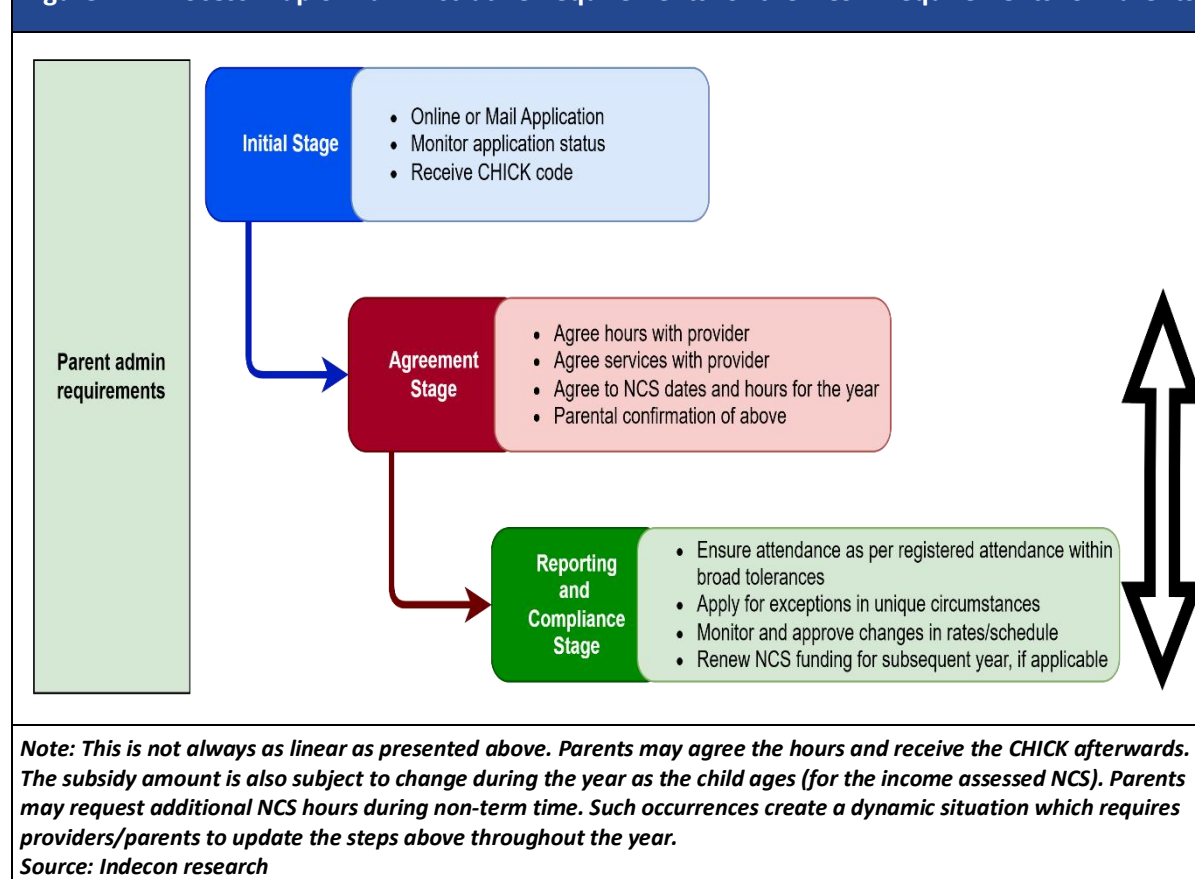 Parent admin
requirements
Initial Stage
• Online or Mail Application
• Monitor application status
• Receive CHICK code
Agreement
Stage
• Agree hours with provider
• Agree services with provider
• Agree to NCS dates and hours for the year
• Parental confirmation of above
Reporting
and
Compliance
Stage
• Ensure attendance as per registered attendance within
broad tolerances
• Apply for exceptions in unique circumstances
• Monitor and approve changes in rates/schedule
• Renew NCS funding for subsequent year, if applicable
Note: This is not always as linear as presented above. Parents may agree the hours and receive the CHICK afterwards.
The subsidy amount is also subject to change during the year as the child ages (for the income assessed NCS). Parents
may request additional NCS hours during non-term time. Such occurrences create a dynamic situation which requires
providers/parents to update the steps above throughout the year.
Source: Indecon research